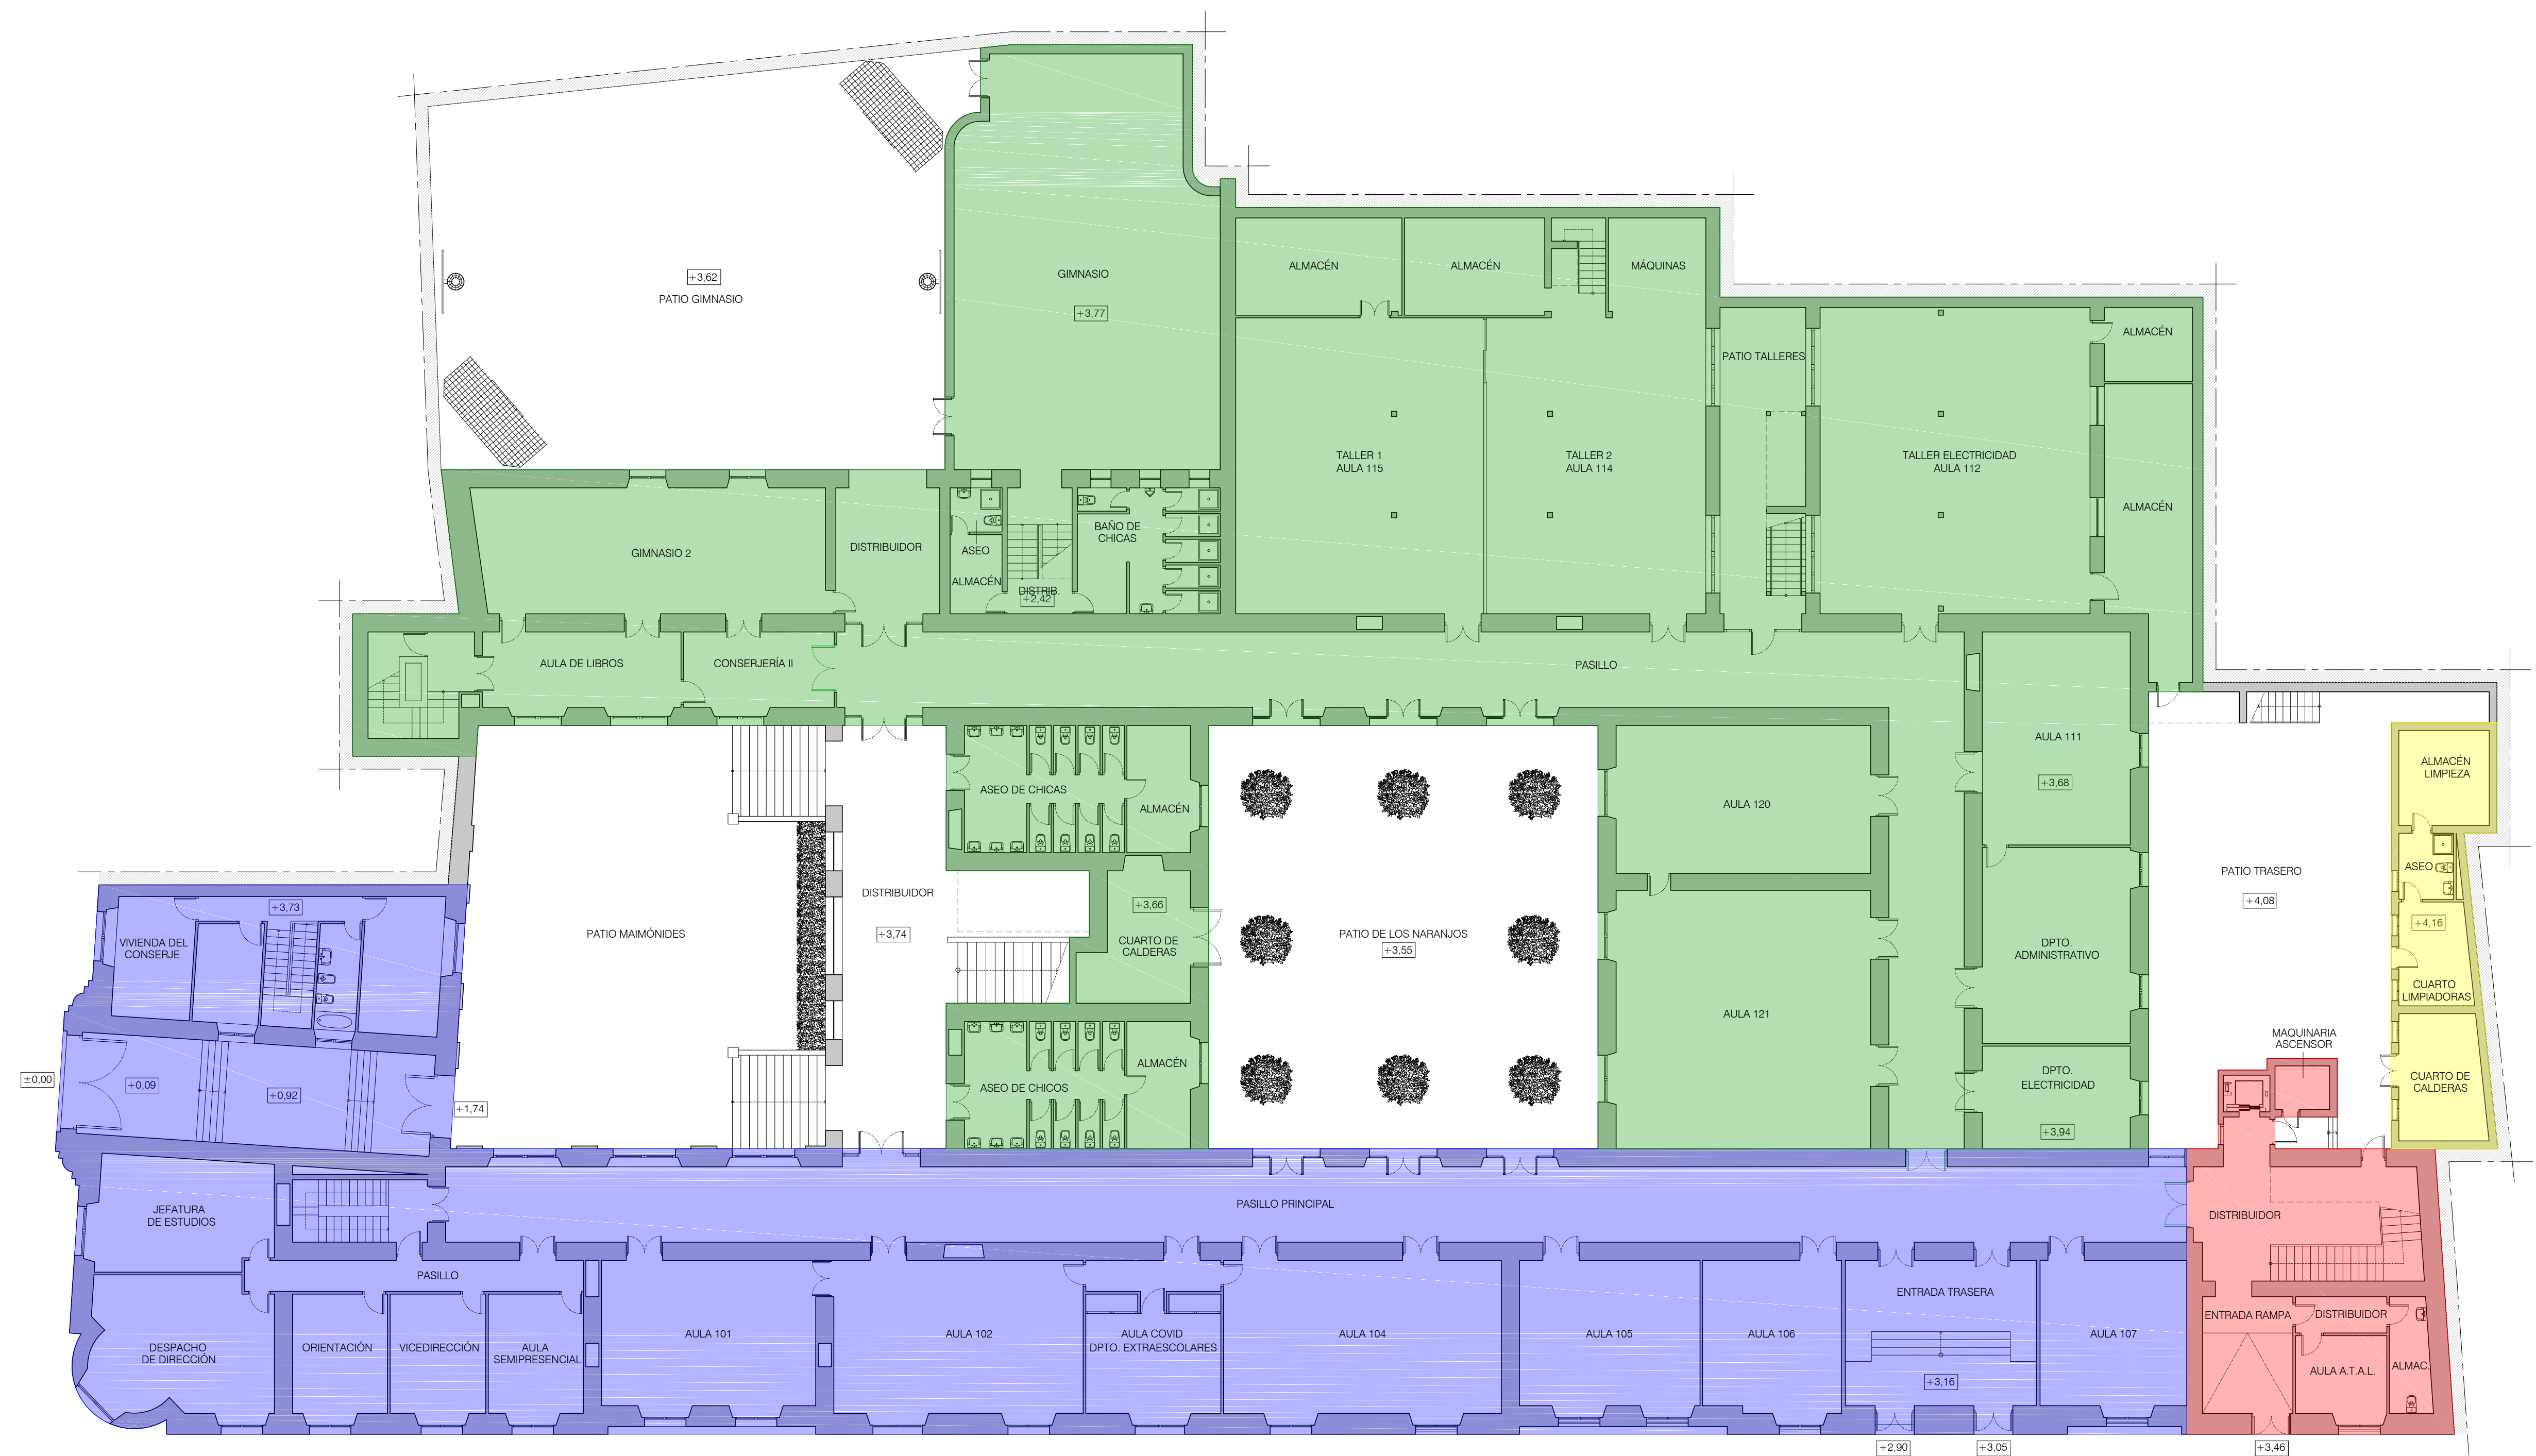 +3,62
PATIO GIMNASIO
GIMNASIO
+3,77
ALMACÉN
ALMACÉN
MÁQUINAS
PATIO TALLERES
ALMACÉN
TALLER 1
AULA 115
TALLER 2
AULA 114
TALLER ELECTRICIDAD
AULA 112
ALMACÉN
GIMNASIO 2
DISTRIBUIDOR
ASEO
ALMACÉN
DISTRIB.
+2,42
BAÑO DE
CHICAS
AULA DE LIBROS
CONSERJERÍA II
PASILLO
AULA 111
+3,68
ALMACÉN
LIMPIEZA
ASEO DE CHICAS
ALMACÉN
AULA 120
ASEO
PATIO TRASERO
+4,08
DISTRIBUIDOR
+3,74
+3,66
CUARTO DE
CALDERAS
PATIO MAIMÓNIDES
PATIO DE LOS NARANJOS
+3,55
+4,16
DPTO.
ADMINISTRATIVO
CUARTO
LIMPIADORAS
+3,73
VIVIENDA DEL
CONSERJE
AULA 121
MAQUINARIA
ASCENSOR
±0,00
+0,09
+0,92
+1,74
ASEO DE CHICOS
ALMACÉN
DPTO.
ELECTRICIDAD
+3,94
CUARTO DE
CALDERAS
JEFATURA
DE ESTUDIOS
PASILLO PRINCIPAL
DISTRIBUIDOR
PASILLO
ENTRADA TRASERA
ENTRADA RAMPA
DISTRIBUIDOR
DESPACHO
DE DIRECCIÓN
ORIENTACIÓN
VICEDIRECCIÓN
AULA
SEMIPRESENCIAL
AULA 101
AULA 102
AULA COVID
DPTO. EXTRAESCOLARES
AULA 104
AULA 105
AULA 106
+3,16
AULA 107
AULA A.T.A.L.
ALMAC.
+2,90
+3,05
+3,46